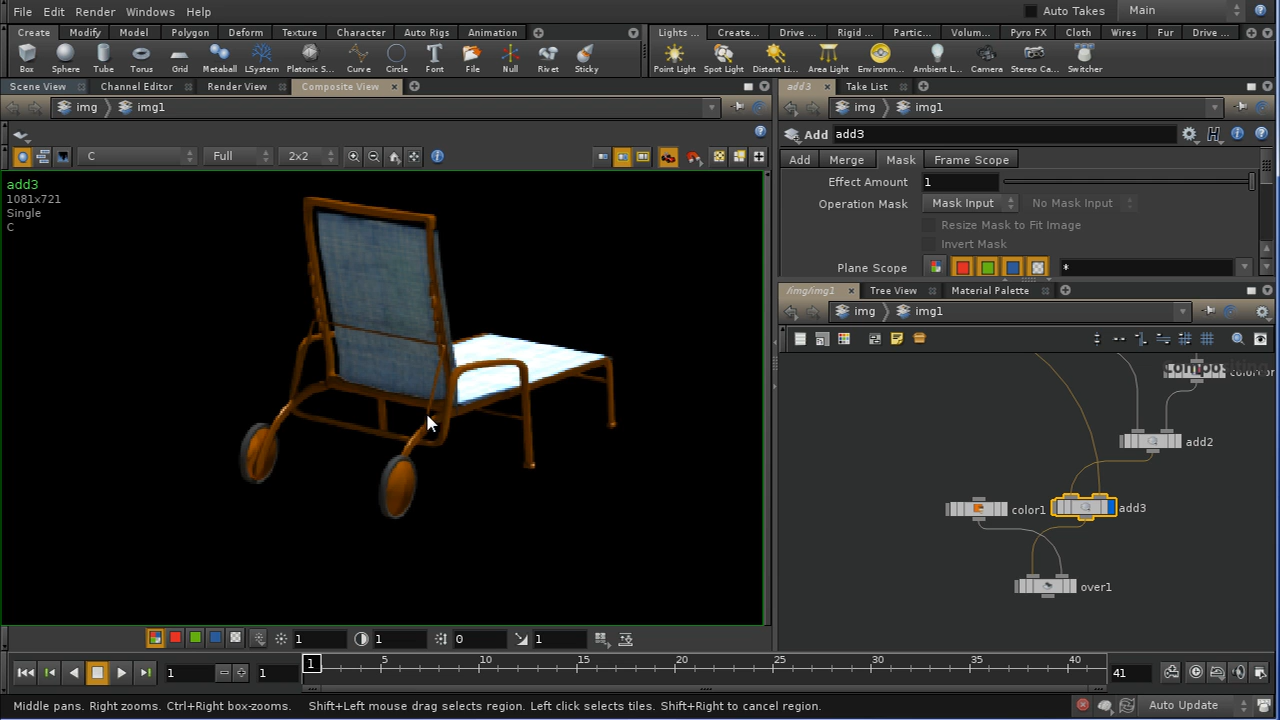 File Edit Render Windows Help Auto Takes Main
Create Modify Model Polygon Deform Texture Character Auto Rigs Animation Lights ... Create... Drive ... Rigid ... Partic... Volum... Pyro FX Cloth Wires Fur Drive ...
Box Sphere Tube Torus Grid Metaball LSystem Platonic S... Curve Circle Font File Null Rivet Sticky Point Light Spot Light Distant Li... Area Light Environm... Ambient L... Camera Stereo Ca... Switcher
Scene View Channel Editor Render View Composite View add3 Take List
img img1 img img1
Add add3
C Full 2x2
Add Merge Mask Frame Scope
add3
1081x721
Single
C
Effect Amount 1
Operation Mask Mask Input No Mask Input
Resize Mask to Fit Image
Invert Mask
Plane Scope *
/img/img1 Tree View Material Palette
img img1
add2
color1 add3
over1
1 1 0 1
1 1 1 5 10 15 20 25 30 35 40 41
Middle pans. Right zooms. Ctrl+Right box-zooms. Shift+Left mouse drag selects region. Left click selects tiles. Shift+Right to cancel region. Auto Update